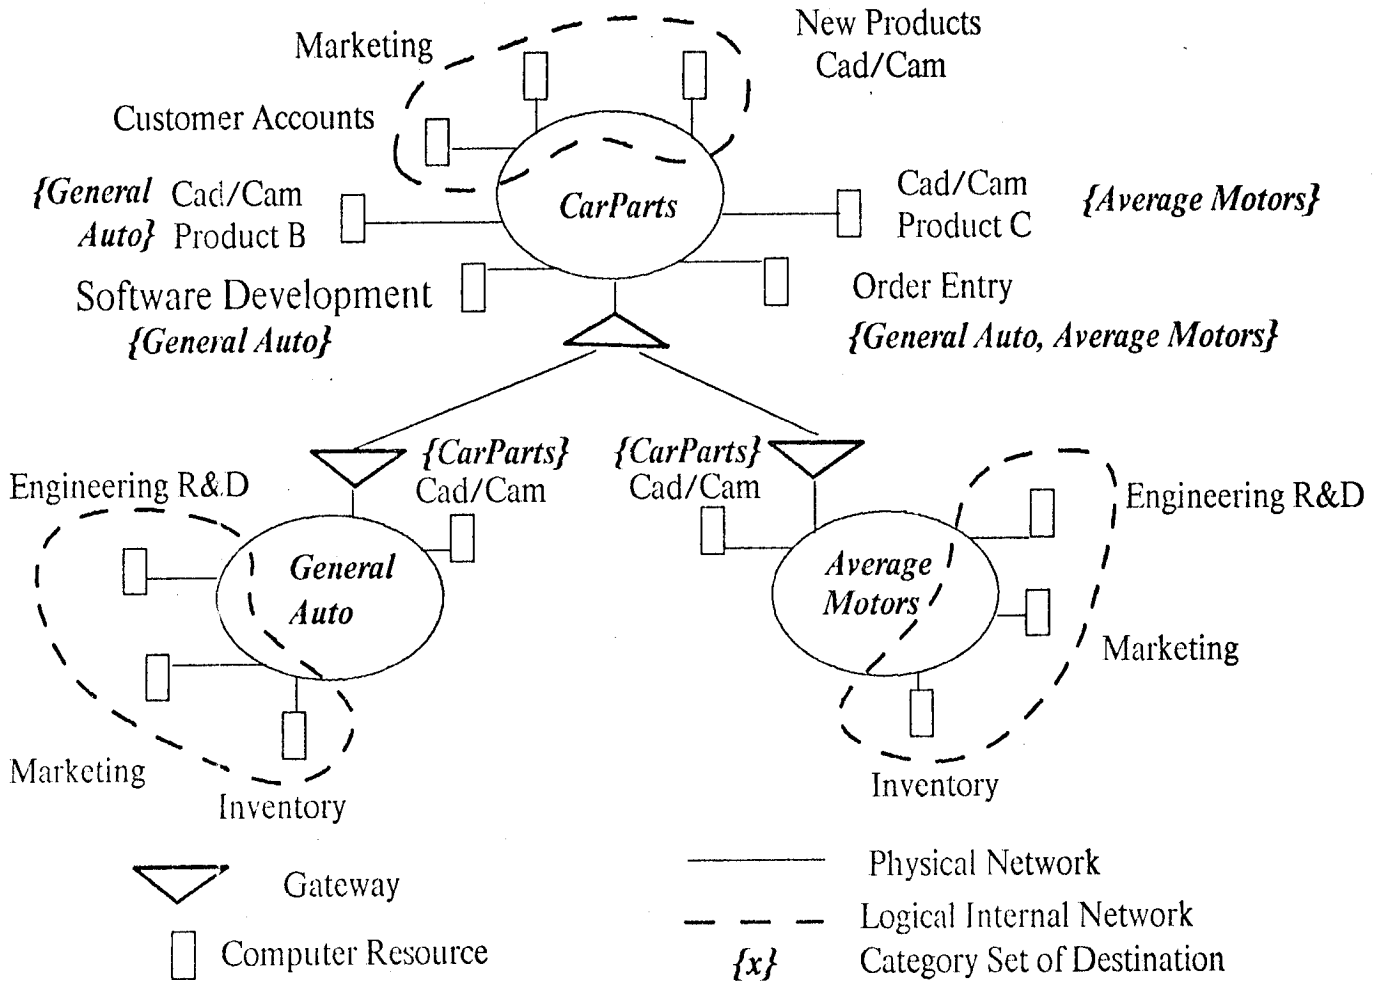 Marketing
New Products
Cad/Cam
Customer Accounts
{General
Auto}
Cad/Cam
Product B
CarParts
Cad/Cam
Product C
{Average Motors}
Software Development
{General Auto}
Order Entry
{General Auto, Average Motors}
{CarParts}
Cad/Cam
{CarParts}
Cad/Cam
Engineering R&D
Engineering R&D
General
Auto
Average
Motors
Marketing
Marketing
Inventory
Inventory
Gateway
Physical Network
Logical Internal Network
Computer Resource
{x}
Category Set of Destination